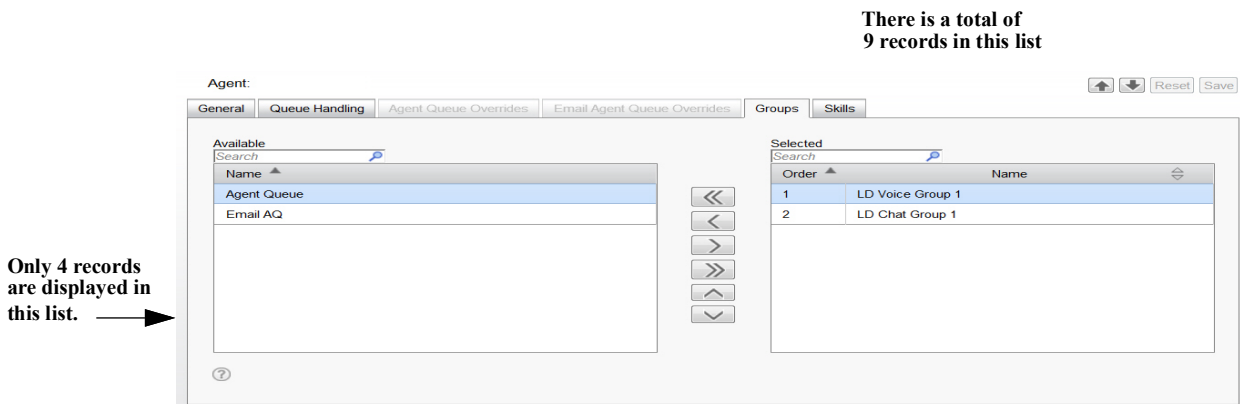 There is a total of
9 records in this list
Agent:
Reset Save
General Queue Handling Agent Queue Overrides Email Agent Queue Overrides Groups Skills
Available
Search
Name
Agent Queue
Email AQ
Selected
Search
Order Name
1 LD Voice Group 1
2 LD Chat Group 1
Only 4 records
are displayed in
this list.
?